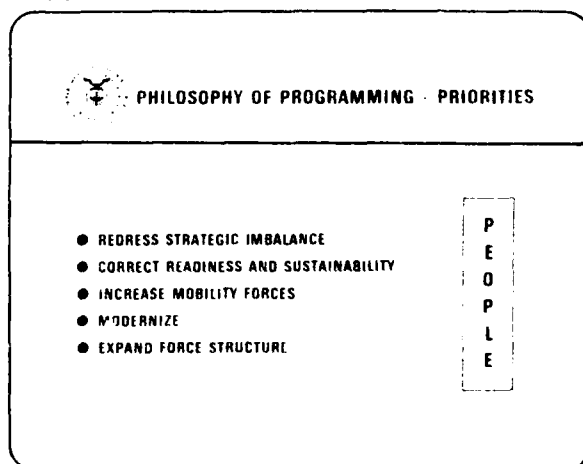 PHILOSOPHY OF PROGRAMMING - PRIORITIES
● REDRESS STRATEGIC IMBALANCE
● CORRECT READINESS AND SUSTAINABILITY
● INCREASE MOBILITY FORCES
● MODERNIZE
● EXPAND FORCE STRUCTURE
P
E
O
P
L
E